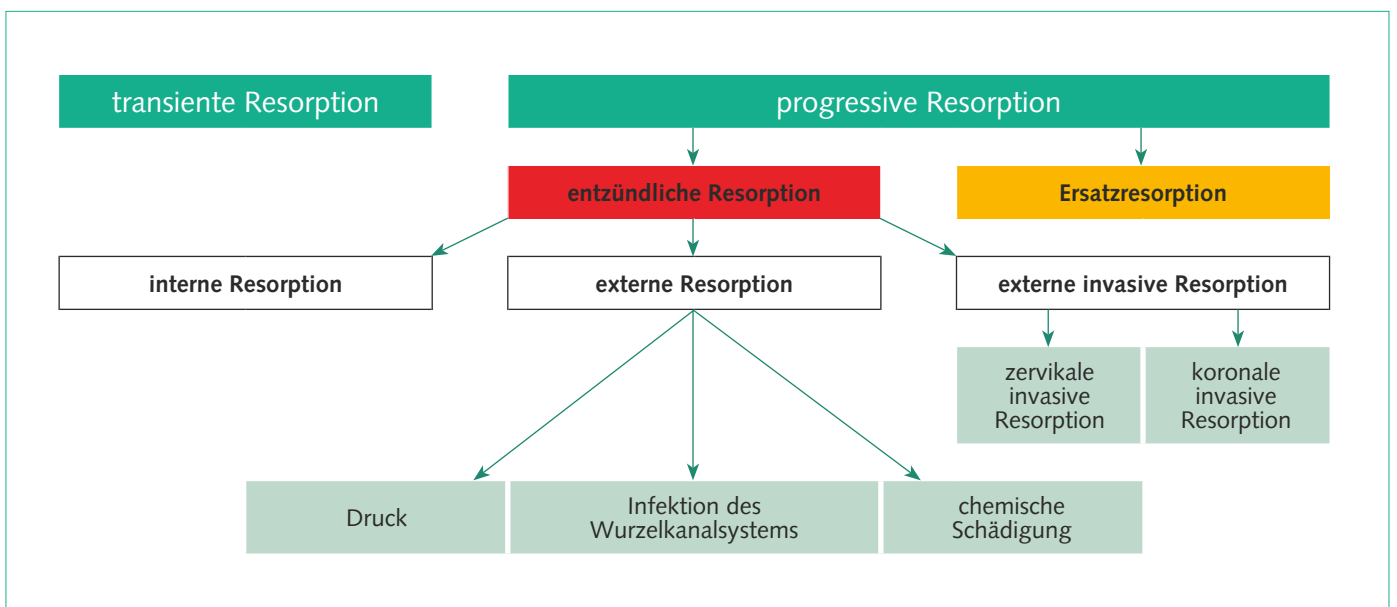 transiente Resorption
progressive Resorption
entzündliche Resorption
Ersatzresorption
interne Resorption
externe Resorption
externe invasive Resorption
zervikale
invasive
Resorption
koronale
invasive
Resorption
Druck
Infektion des
Wurzelkanalsystems
chemische
Schädigung